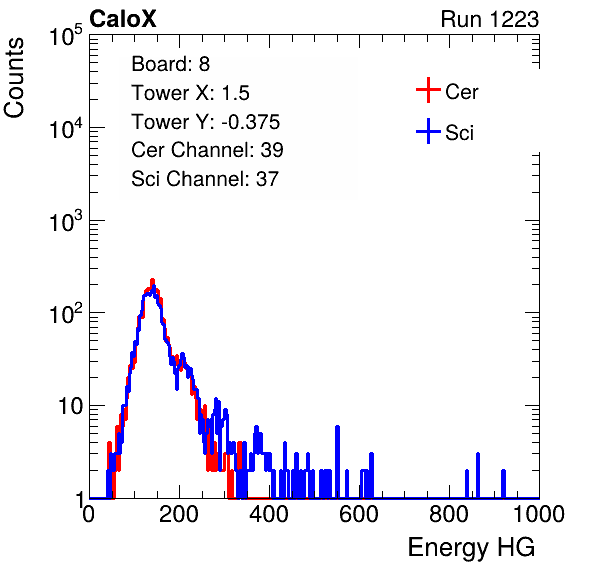 CaloX Run 1223
Counts
Board: 8
Tower X: 1.5
Tower Y: -0.375
Cer Channel: 39
Sci Channel: 37
Cer
Sci
10^5
10^4
10^3
10^2
10
1
0 200 400 600 800 1000
Energy HG